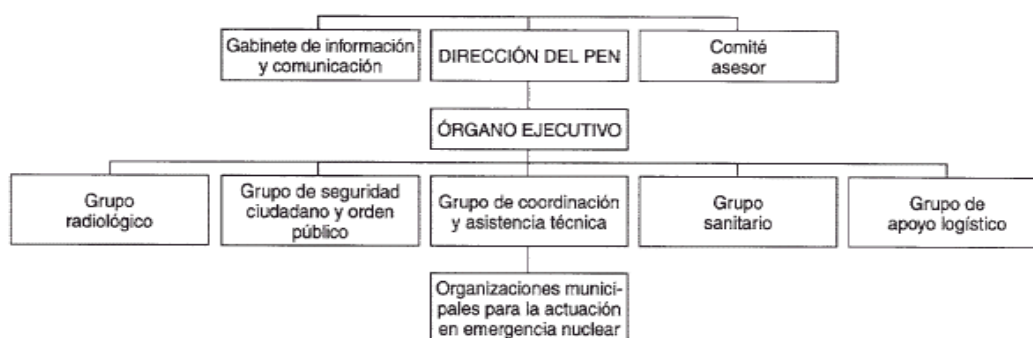 Gabinete de información
y comunicación
DIRECCIÓN DEL PEN
Comité
asesor
ÓRGANO EJECUTIVO
Grupo
radiológico
Grupo de seguridad
ciudadano y orden
público
Grupo de coordinación
y asistencia técnica
Grupo
sanitario
Grupo de
apoyo logístico
Organizaciones munici-
pales para la actuación
en emergencia nuclear